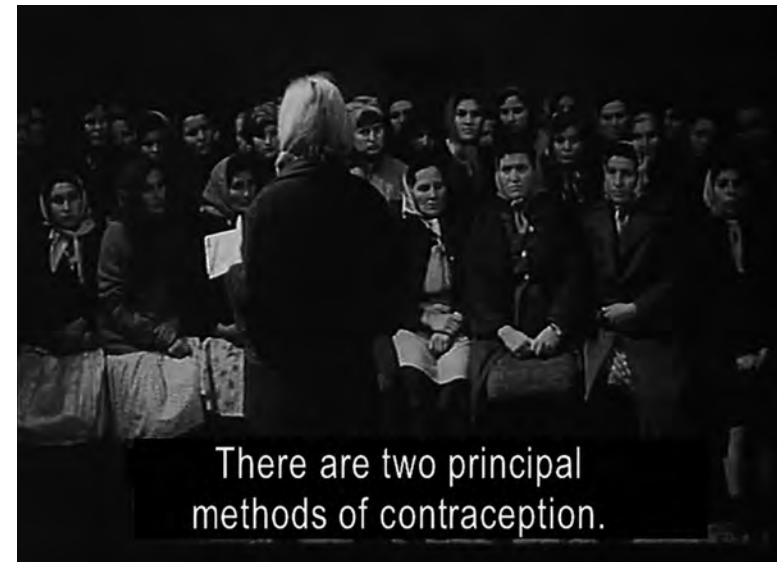 There are two principal
methods of contraception.